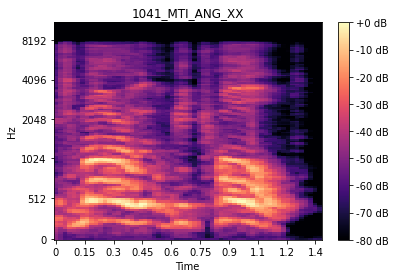 1041_MTI_ANG_XX
Hz
8192
4096
2048
1024
512
0
0 0.15 0.3 0.45 0.6 0.75 0.9 1.1 1.2 1.4
Time
+0 dB
-10 dB
-20 dB
-30 dB
-40 dB
-50 dB
-60 dB
-70 dB
-80 dB